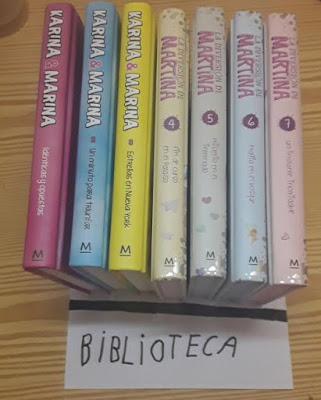 KARINA & MARINA
Idénticas y opuestas
M
KARINA & MARINA
Un minuto para triunfar
M
KARINA & MARINA
Estrellas en Nueva York
M
LA DIVERSIÓN DE
MARTINA
4
M
LA DIVERSIÓN DE
MARTINA
5
M
LA DIVERSIÓN DE
MARTINA
6
M
LA DIVERSIÓN DE
MARTINA
7
M
BIBLIOTECA